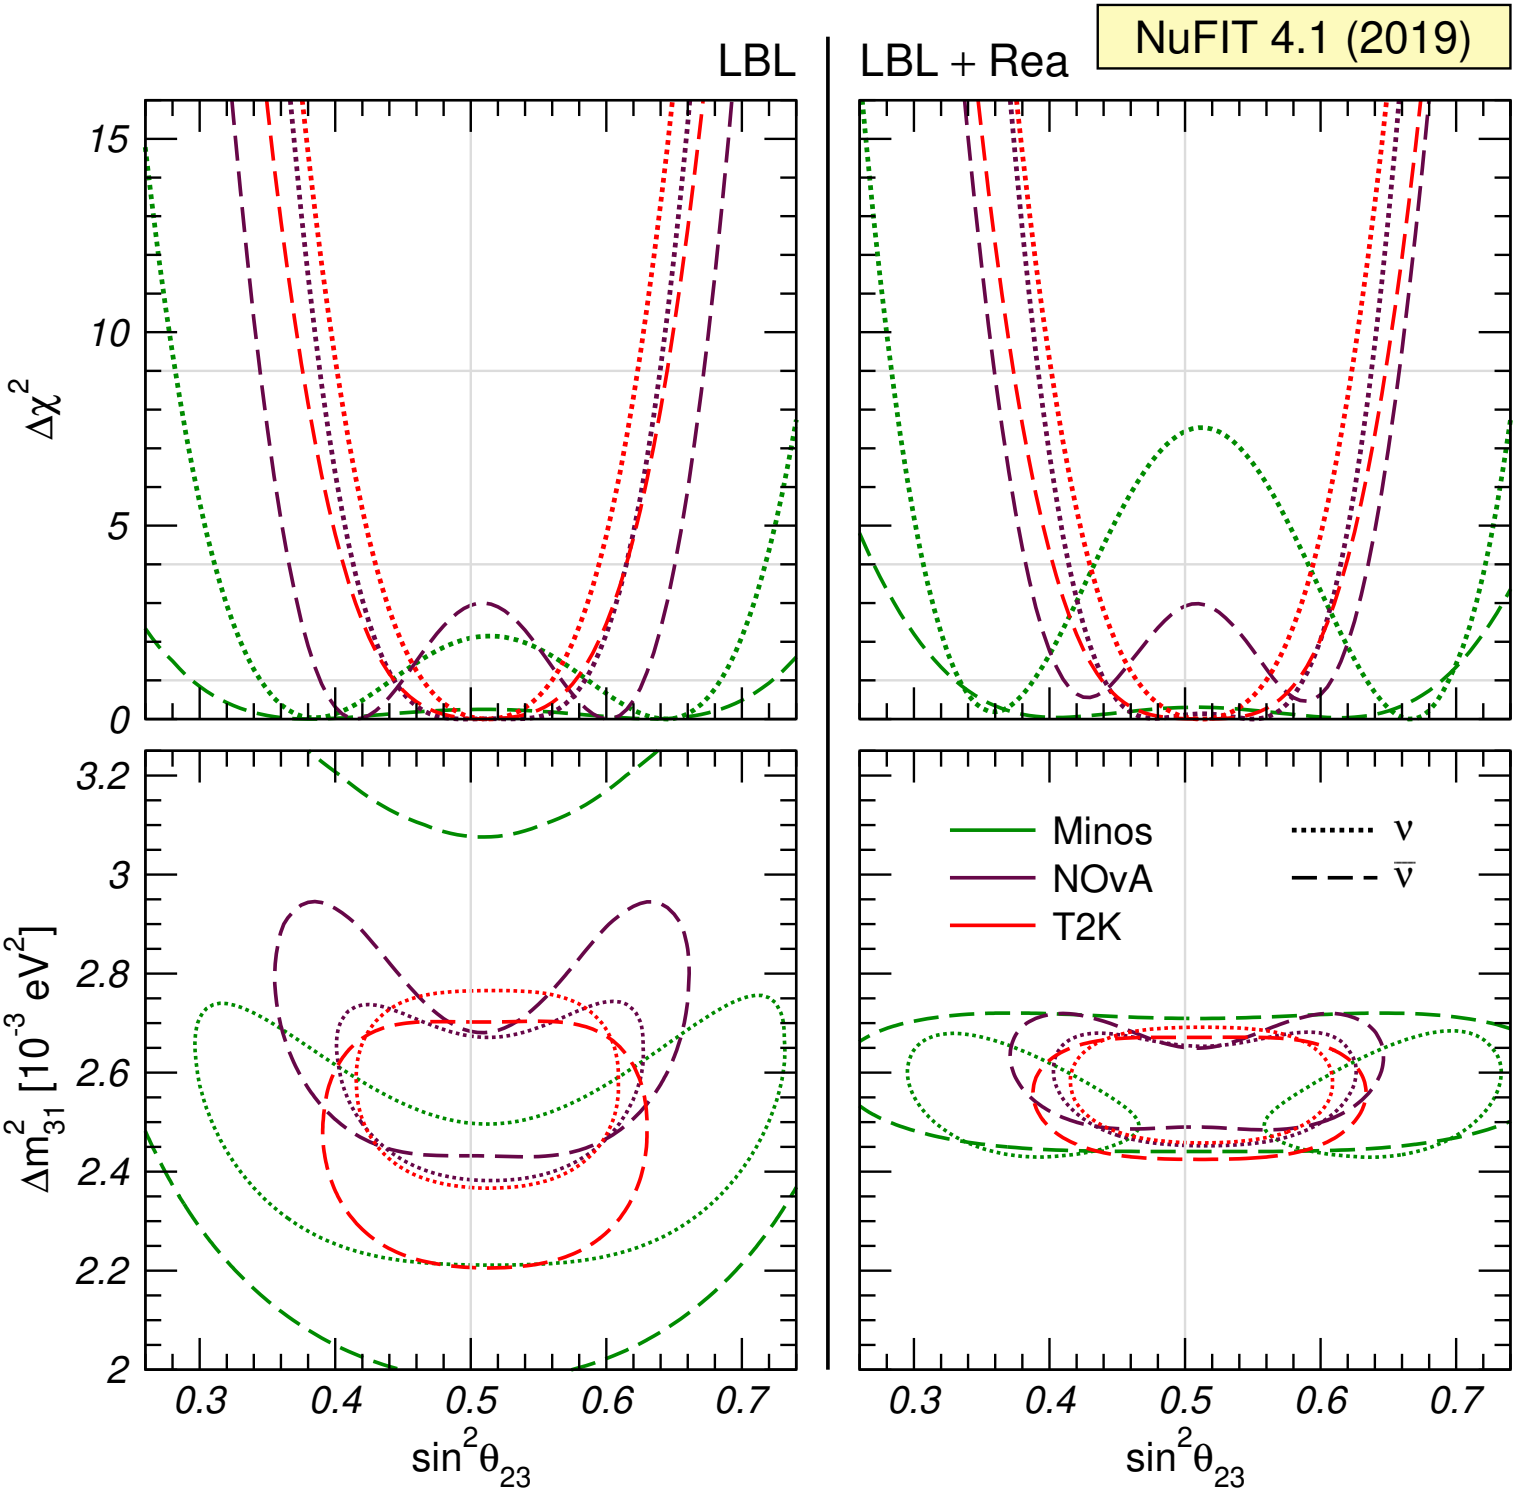 NuFIT 4.1 (2019)
LBL
LBL + Rea
15
10
5
0
Δχ²
3.2
3
2.8
2.6
2.4
2.2
2
Δm²₃₁ [10⁻³ eV²]
Minos
NOvA
T2K
ν
ν̅
0.3 0.4 0.5 0.6 0.7
0.3 0.4 0.5 0.6 0.7
sin²θ₂₃
sin²θ₂₃